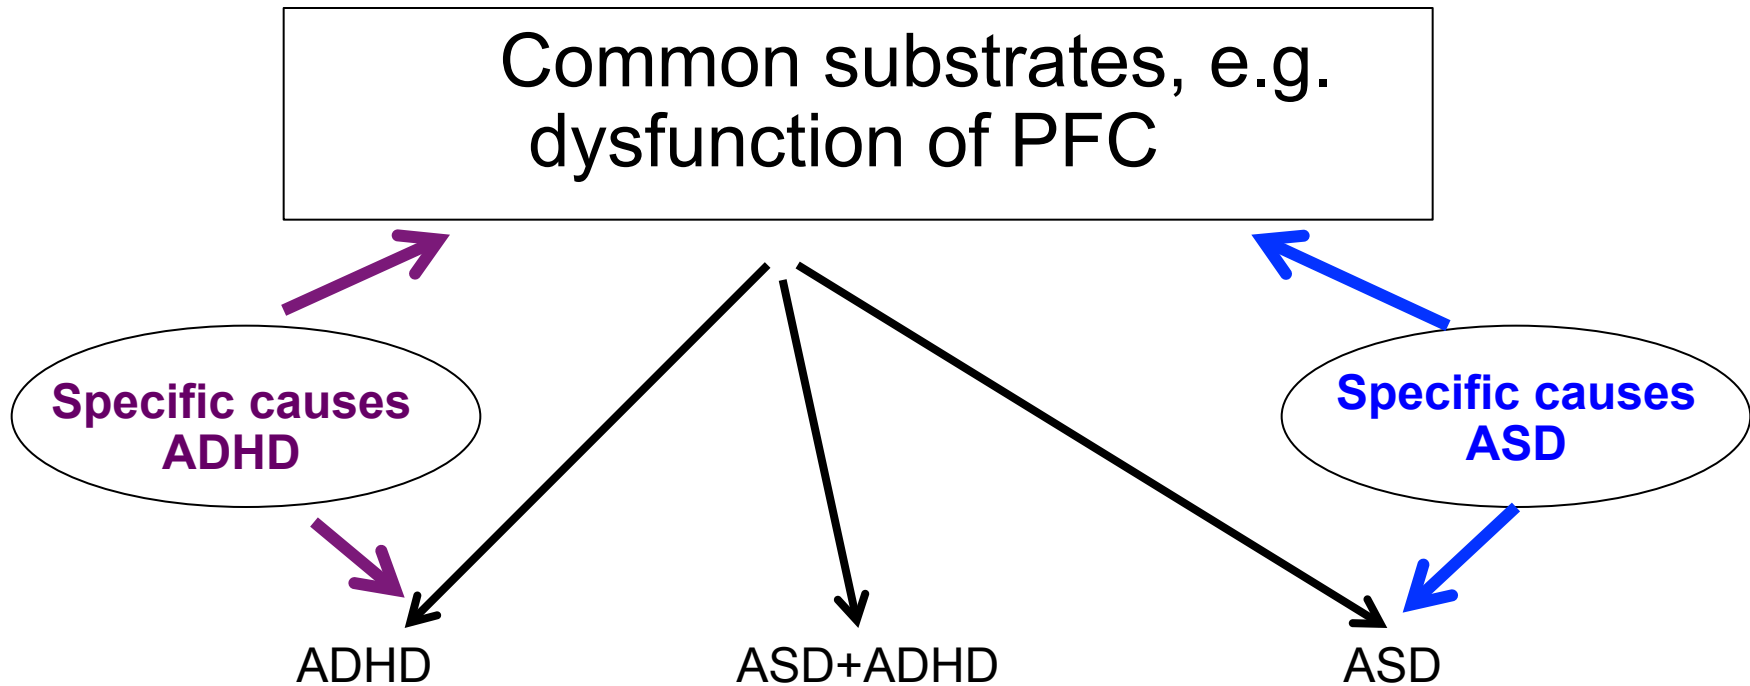 Common substrates, e.g.
dysfunction of PFC
Specific causes
ADHD
Specific causes
ASD
ADHD
ASD+ADHD
ASD